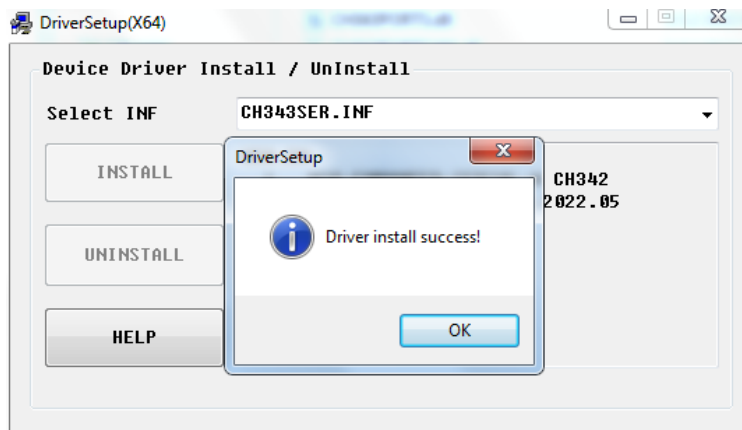 DriverSetup(X64)
Device Driver Install / UnInstall
Select INF
CH343SER.INF
INSTALL
UNINSTALL
HELP
CH342
2022.05
DriverSetup
Driver install success!
OK